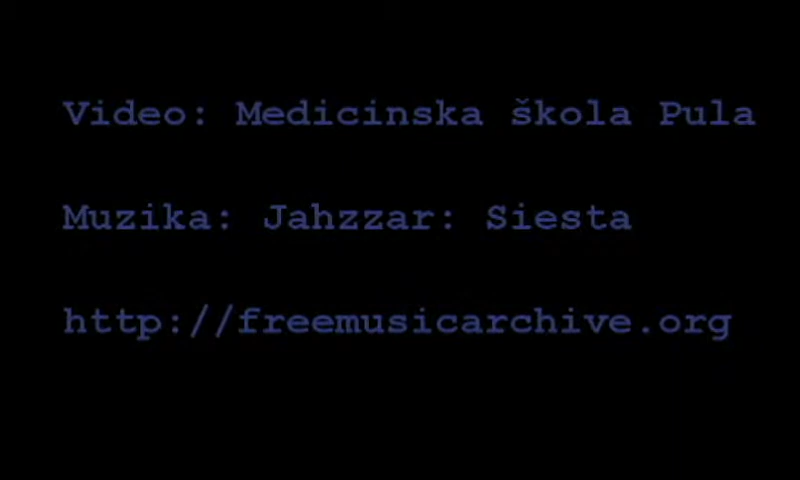 Video: Medicinska škola Pula
Muzika: Jahzzar: Siesta
http://freemusicarchive.org